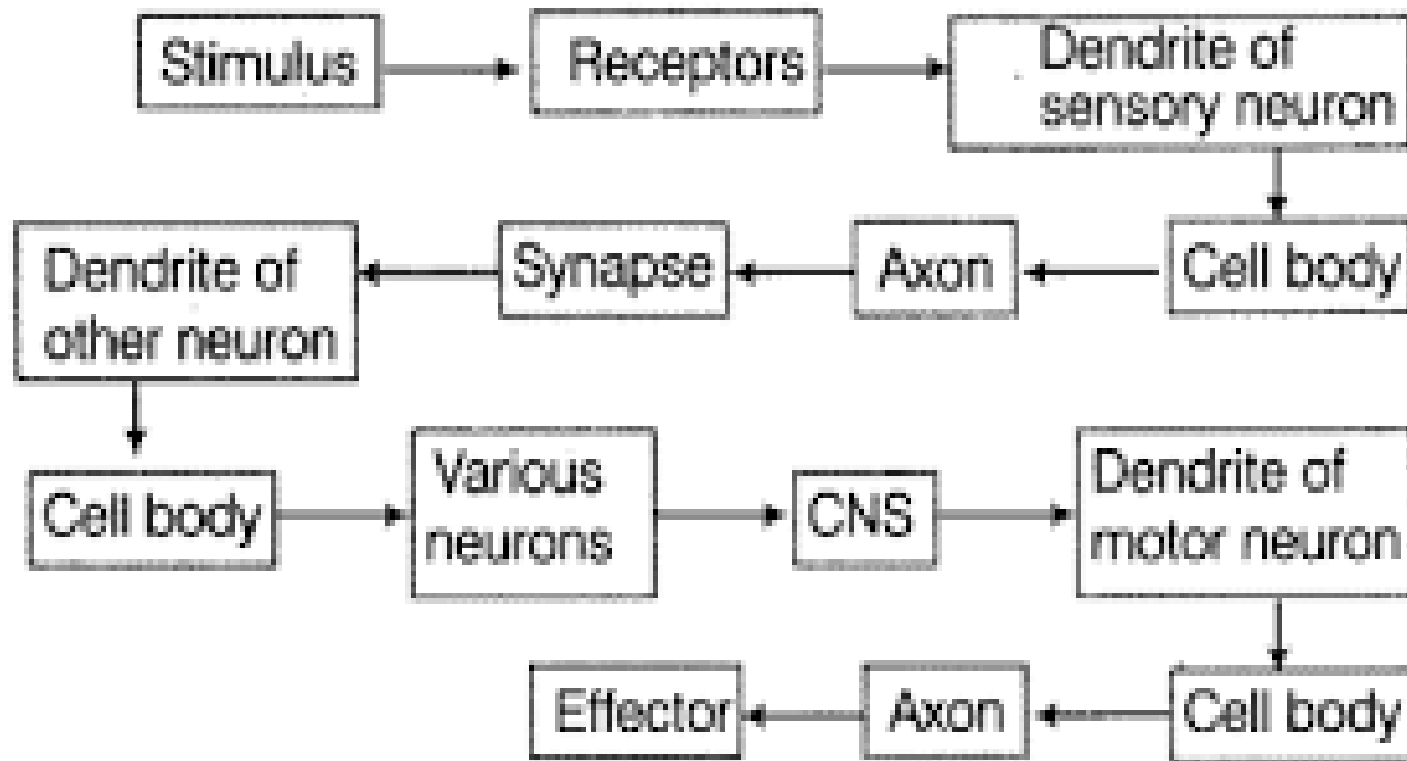 Stimulus
Receptors
Dendrite of
sensory neuron
Cell body
Axon
Synapse
Dendrite of
other neuron
Cell body
Various
neurons
CNS
Dendrite of
motor neuron
Cell body
Axon
Effector